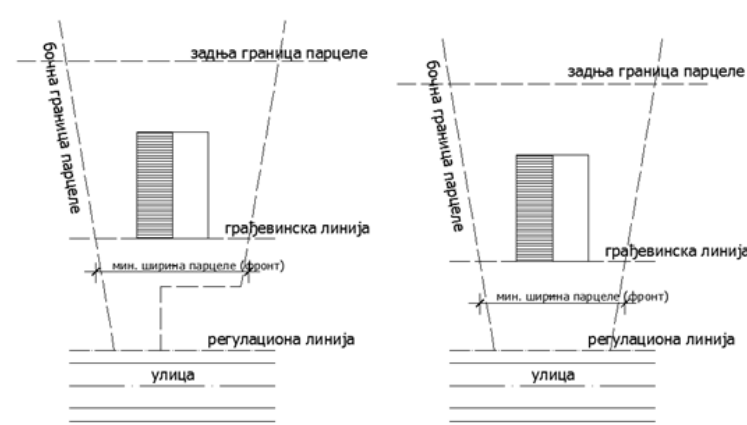 задња граница парцеле
бочна граница парцеле
грађевинска линија
мин. ширина парцеле (фронт)
регулациона линија
улица
задња граница парцеле
бочна граница парцеле
грађевинска линија
мин. ширина парцеле (фронт)
регулациона линија
улица